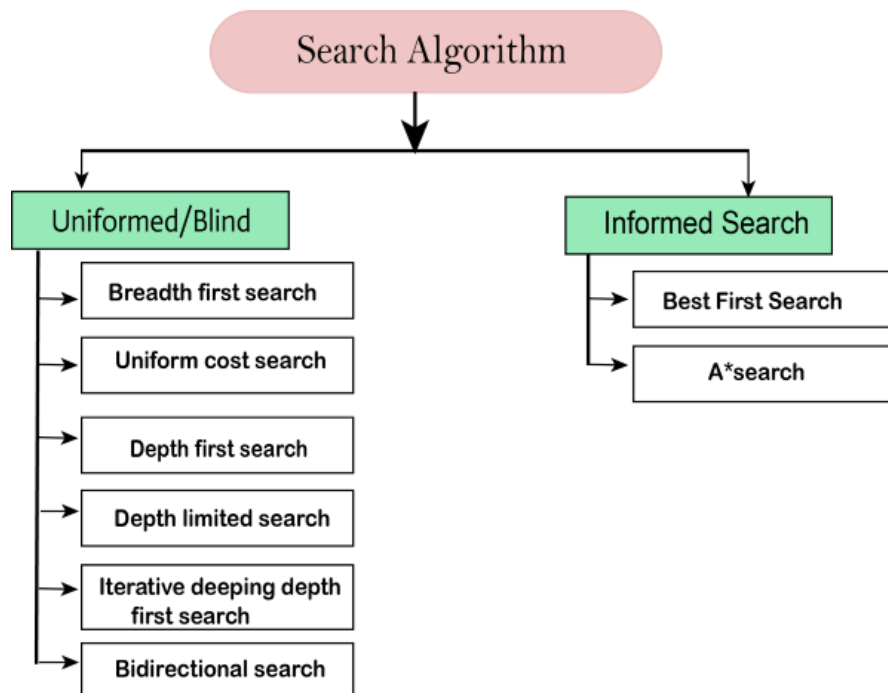 Search Algorithm
Uniformed/Blind
Breadth first search
Uniform cost search
Depth first search
Depth limited search
Iterative deeping depth
first search
Bidirectional search
Informed Search
Best First Search
A*search